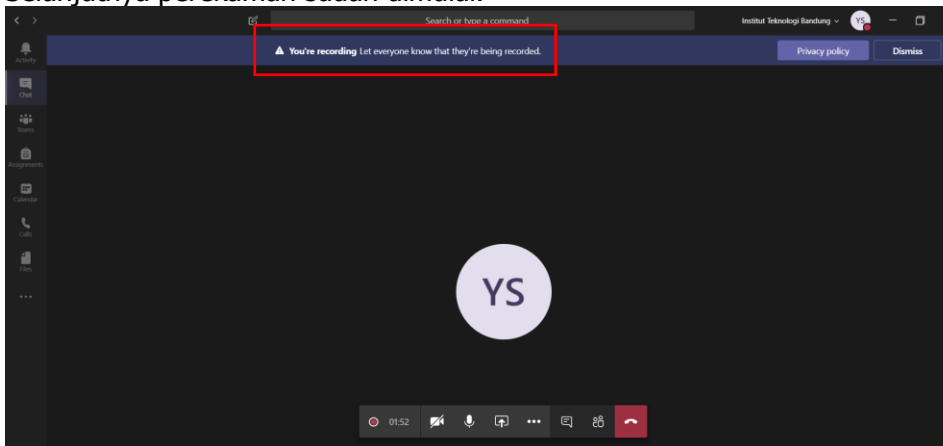 Search or type a command
Institut Teknologi Bandung
YS
You're recording Let everyone know that they're being recorded.
Privacy policy
Dismiss
Activity
Chat
Teams
Assignments
Calendar
Calls
Files
YS
01:52